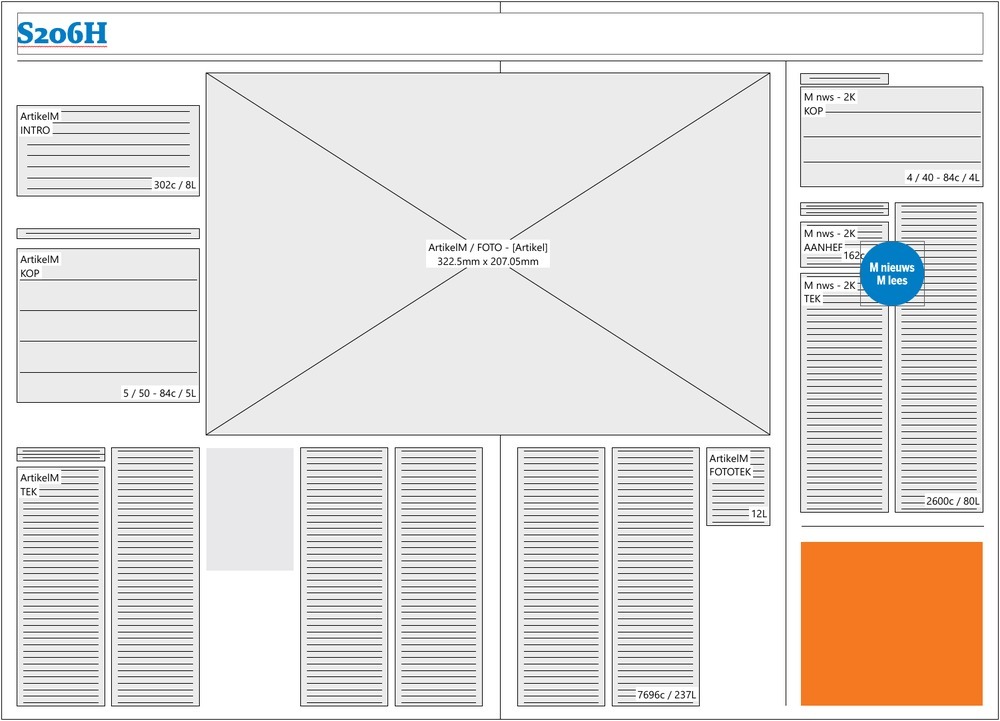 S206H
ArtikelM
INTRO
302c / 8L
ArtikelM
KOP
5 / 50 - 84c / 5L
ArtikelM / FOTO - [Artikel]
322.5mm x 207.05mm
ArtikelM
TEK
7696c / 237L
ArtikelM
FOTOTEK
12L
M nws - 2K
KOP
4 / 40 - 84c / 4L
M nws - 2K
AANHEF
162c
M nieuws
M lees
M nws - 2K
TEK
2600c / 80L